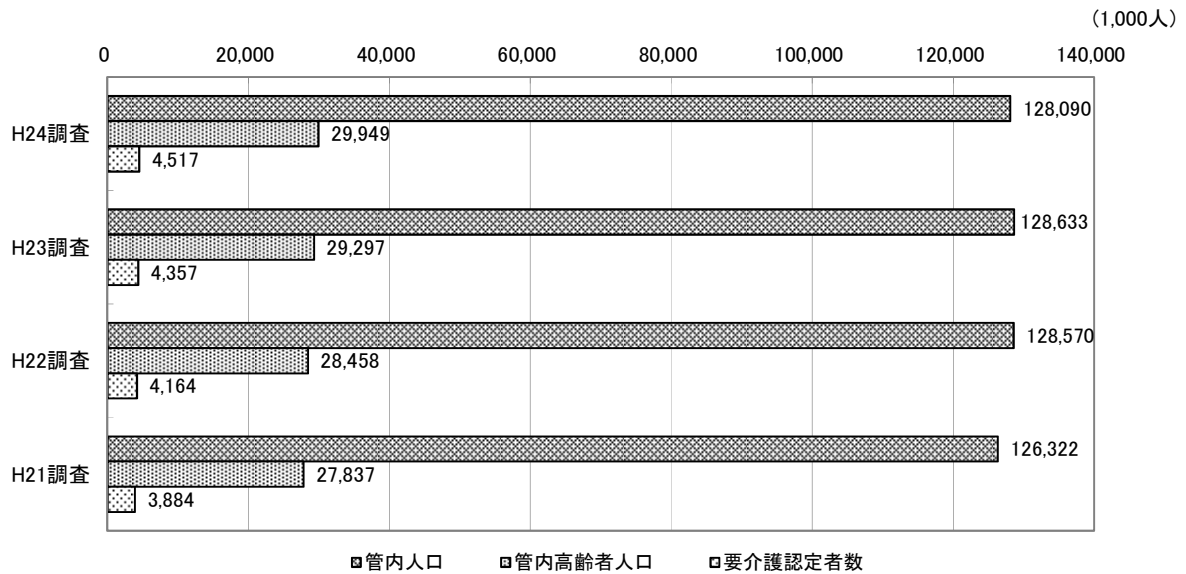 （1,000人）
0 20,000 40,000 60,000 80,000 100,000 120,000 140,000
H24調査
128,090
29,949
4,517
H23調査
128,633
29,297
4,357
H22調査
128,570
28,458
4,164
H21調査
126,322
27,837
3,884
管内人口 管内高齢者人口 要介護認定者数